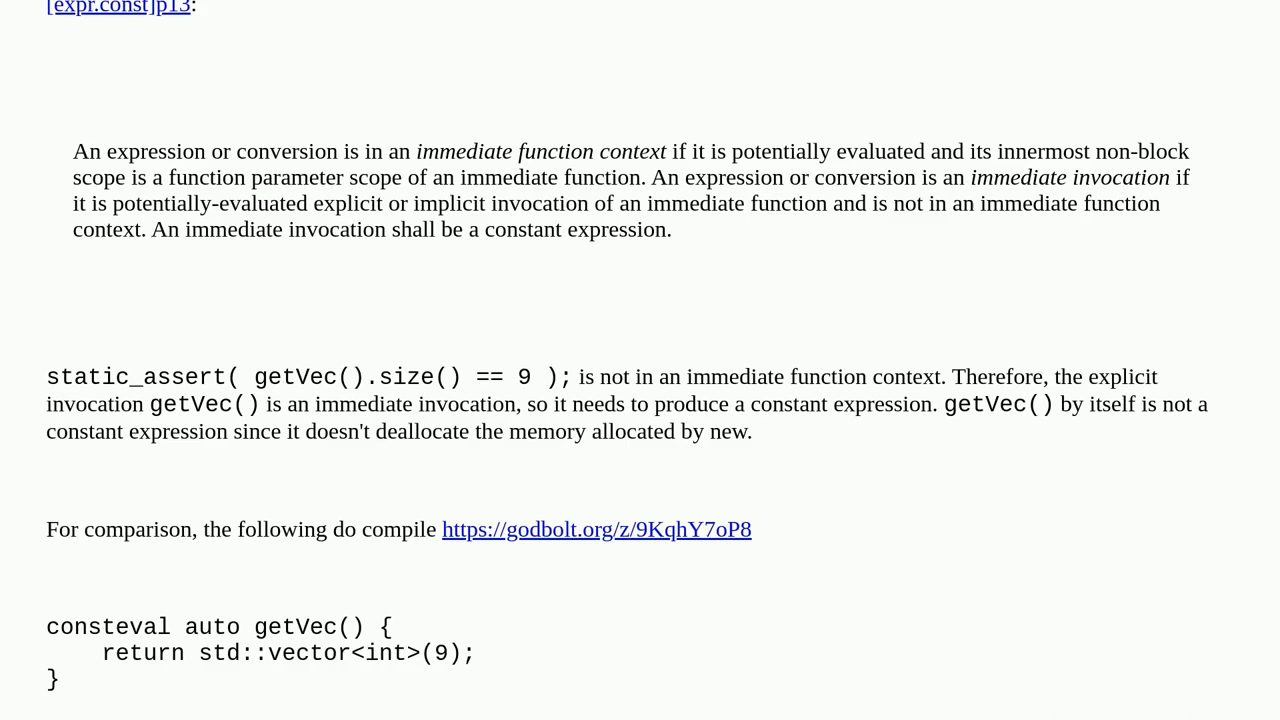 [expr.const]p13:
An expression or conversion is in an immediate function context if it is potentially evaluated and its innermost non-block
scope is a function parameter scope of an immediate function. An expression or conversion is an immediate invocation if
it is potentially-evaluated explicit or implicit invocation of an immediate function and is not in an immediate function
context. An immediate invocation shall be a constant expression.
static_assert( getVec().size() == 9 ); is not in an immediate function context. Therefore, the explicit
invocation getVec() is an immediate invocation, so it needs to produce a constant expression. getVec() by itself is not a
constant expression since it doesn't deallocate the memory allocated by new.
For comparison, the following do compile https://godbolt.org/z/9KqhY7oP8
consteval auto getVec() {
    return std::vector<int>(9);
}